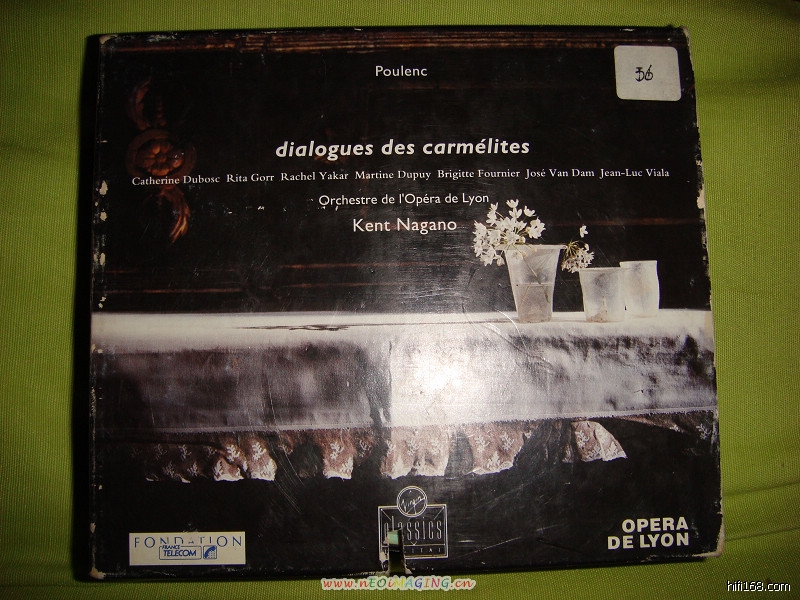 Poulenc
36
dialogues des carmélites
Catherine Dubosc Rita Gorr Rachel Yakar Martine Dupuy Brigitte Fournier José Van Dam Jean-Luc Viala
Orchestre de l'Opéra de Lyon
Kent Nagano
Virgin
classics
FONDATION
FRANCE
TELECOM
OPERA
DE LYON
www.nEOiMAGING.cn
hifi168.com